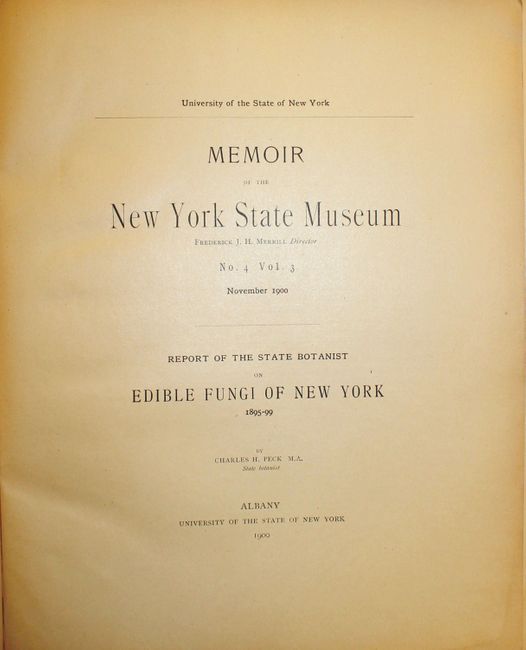 University of the State of New York
MEMOIR
OF THE
New York State Museum
FREDERICK J. H. MERRILL Director
No. 4 Vol. 3
November 1900
REPORT OF THE STATE BOTANIST
ON
EDIBLE FUNGI OF NEW YORK
1895-99
BY
CHARLES H. PECK M.A.
State botanist
ALBANY
UNIVERSITY OF THE STATE OF NEW YORK
1900